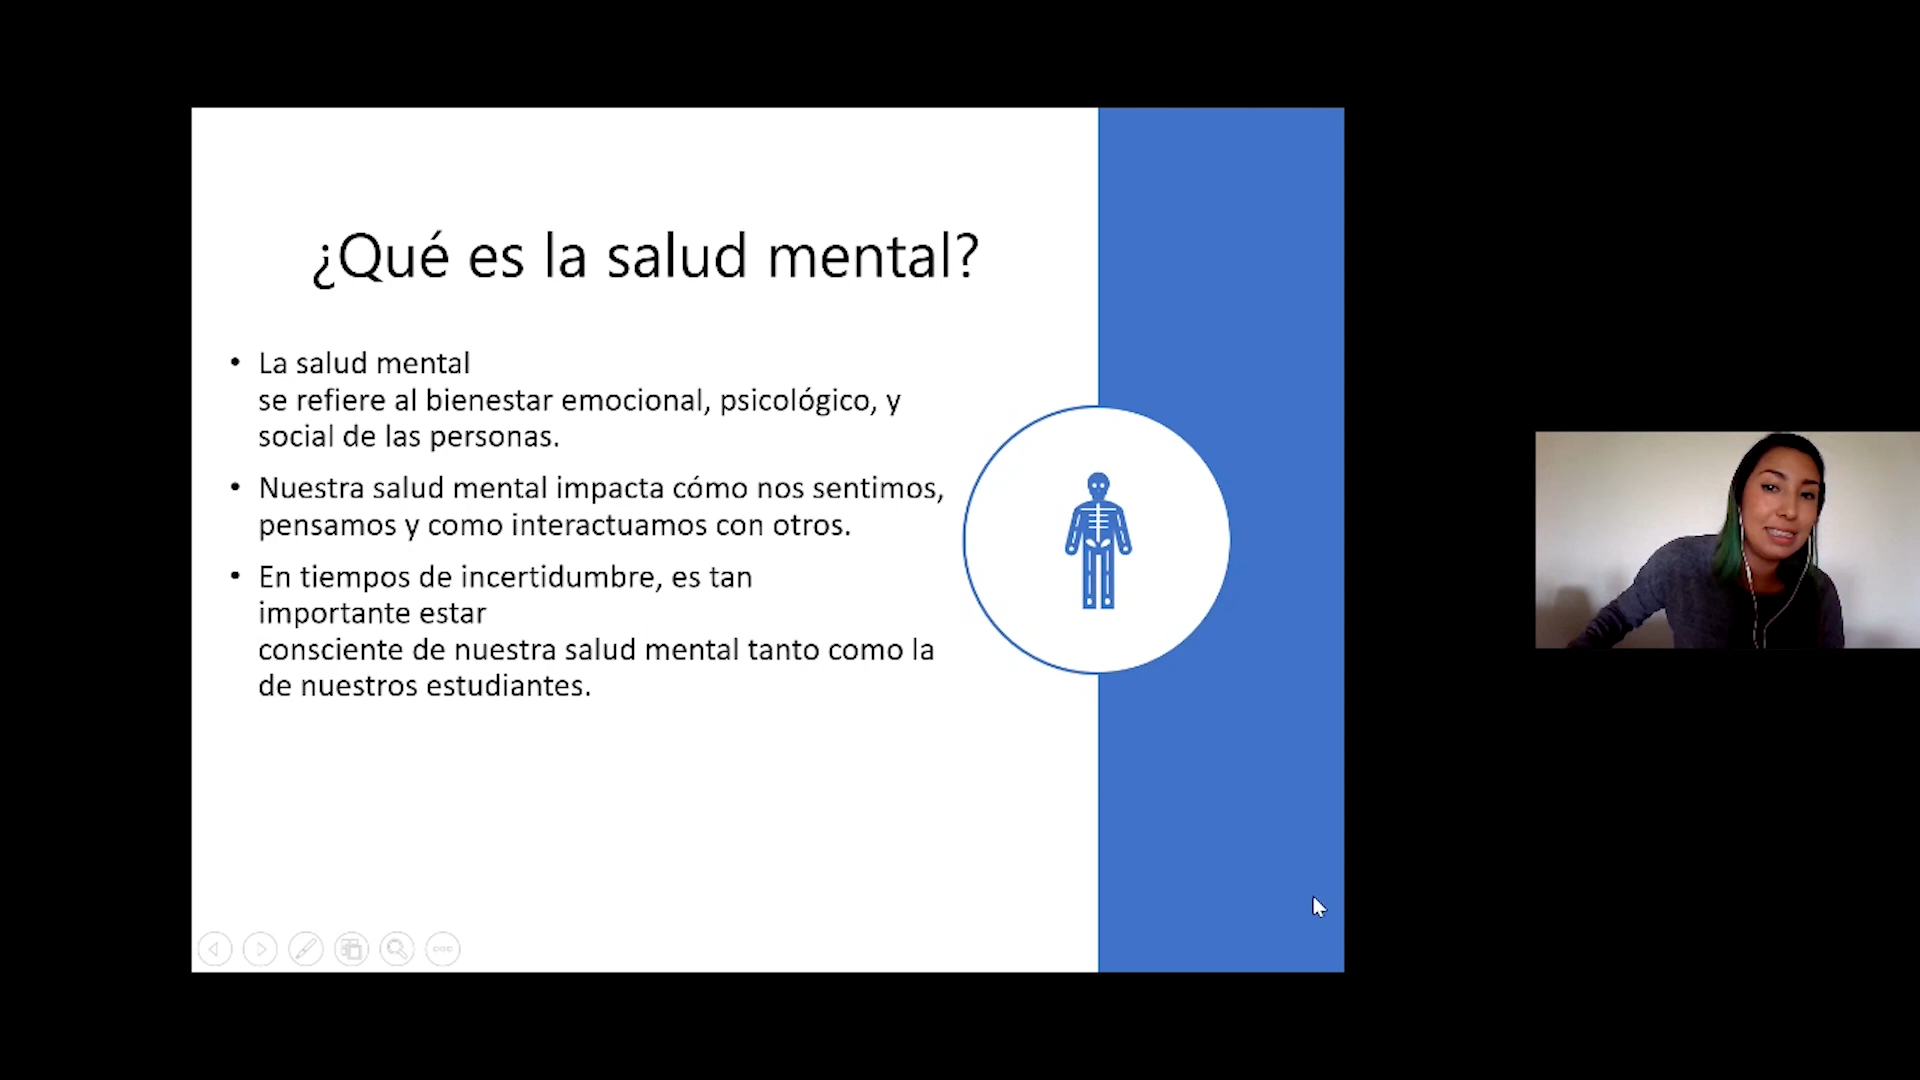 ¿Qué es la salud mental?
• La salud mental
se refiere al bienestar emocional, psicológico, y
social de las personas.
• Nuestra salud mental impacta cómo nos sentimos,
pensamos y como interactuamos con otros.
• En tiempos de incertidumbre, es tan
importante estar
consciente de nuestra salud mental tanto como la
de nuestros estudiantes.